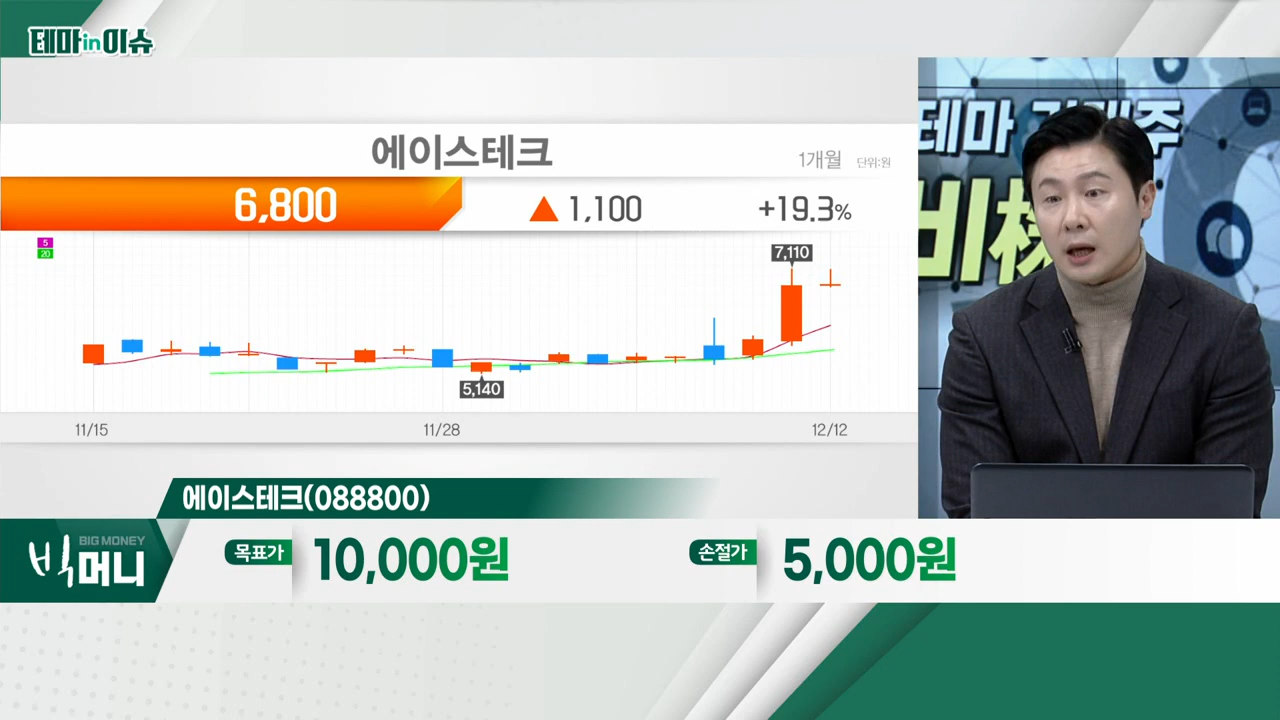 테마in이슈
에이스테크
1개월 단위:원
6,800 ▲ 1,100 +19.3%
5
20
7,110
5,140
11/15 11/28 12/12
테마
비
에이스테크(088800)
BIG MONEY
빅머니
목표가 10,000원 손절가 5,000원